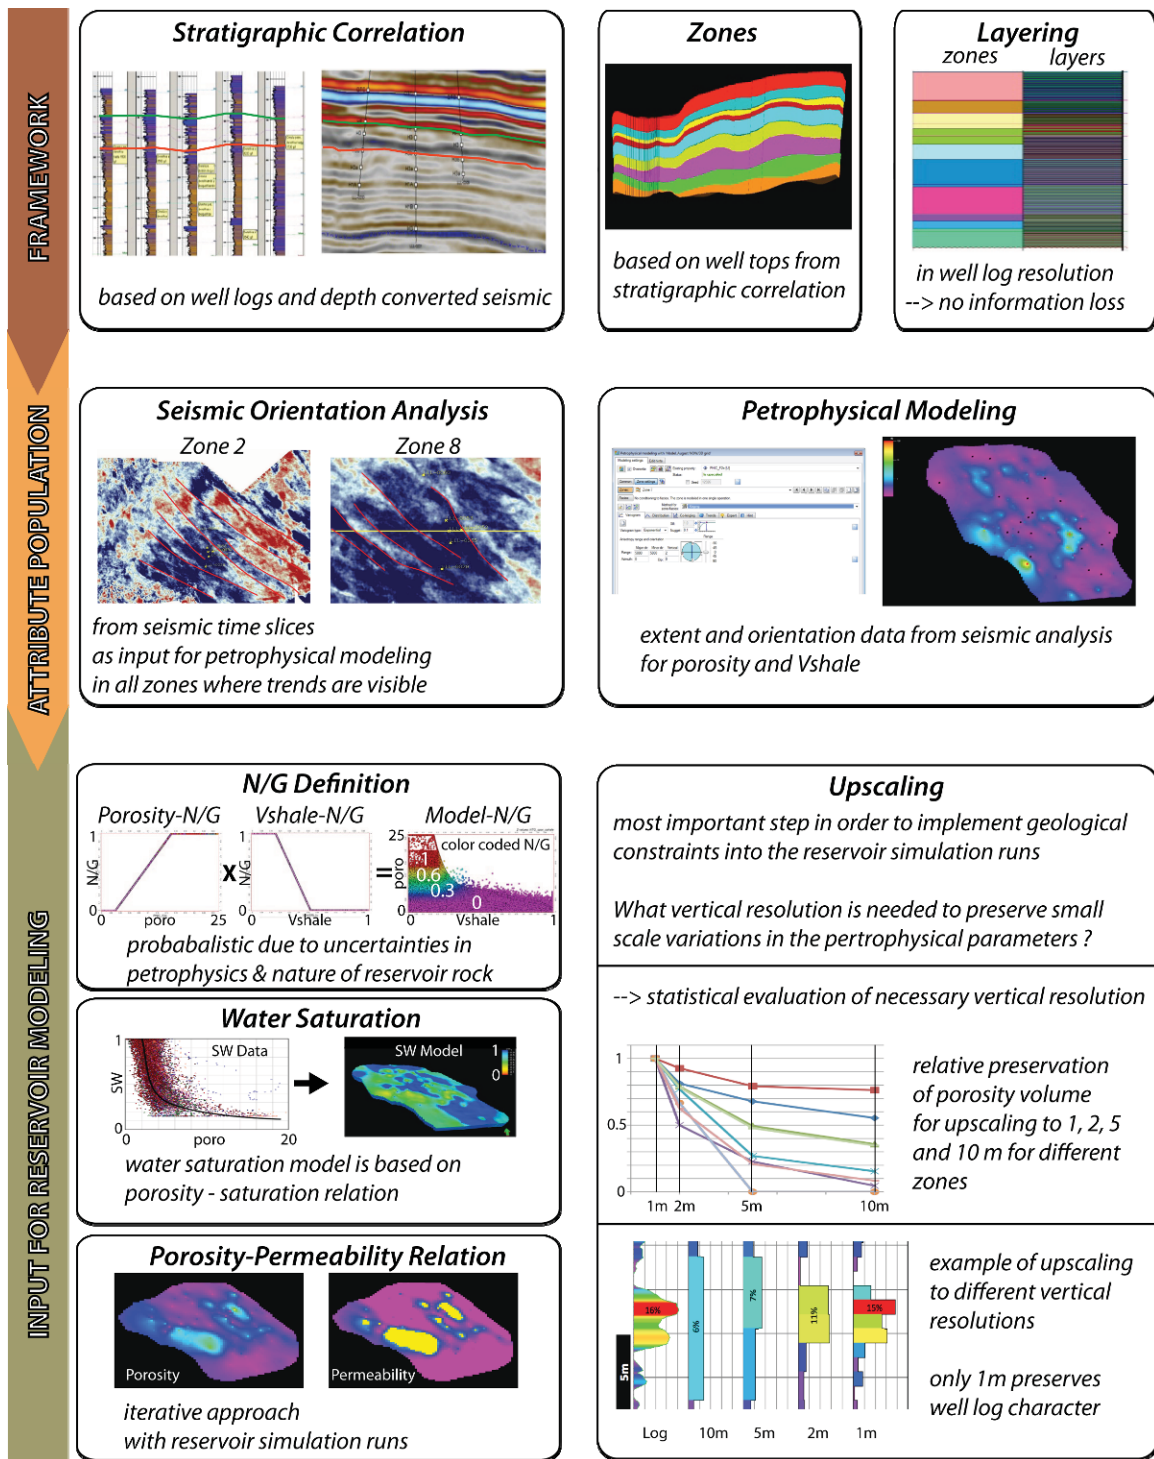 FRAMEWORK
Stratigraphic Correlation
based on well logs and depth converted seismic
Zones
based on well tops from
stratigraphic correlation
Layering
zones
layers
in well log resolution
--> no information loss
ATTRIBUTE POPULATION
Seismic Orientation Analysis
Zone 2
Zone 8
from seismic time slices
as input for petrophysical modeling
in all zones where trends are visible
Petrophysical Modeling
extent and orientation data from seismic analysis
for porosity and Vshale
INPUT FOR RESERVOIR MODELING
N/G Definition
Porosity-N/G
Vshale-N/G
Model-N/G
1
N/G
0
poro
25
x
1
0
Vshale
1
=
25
poro
0
color coded N/G
1
0.6
0.3
0
0
Vshale
1
probabalistic due to uncertainties in
petrophysics & nature of reservoir rock
Water Saturation
1
SW
0
SW Data
0
poro
20
SW Model
1
0
water saturation model is based on
porosity - saturation relation
Porosity-Permeability Relation
Porosity
Permeability
iterative approach
with reservoir simulation runs
Upscaling
most important step in order to implement geological
constraints into the reservoir simulation runs
What vertical resolution is needed to preserve small
scale variations in the pertrophysical parameters ?
--> statistical evaluation of necessary vertical resolution
1
0.5
0
1m
2m
5m
10m
relative preservation
of porosity volume
for upscaling to 1, 2, 5
and 10 m for different
zones
5m
16%
6%
7%
11%
15%
Log
10m
5m
2m
1m
example of upscaling
to different vertical
resolutions
only 1m preserves
well log character